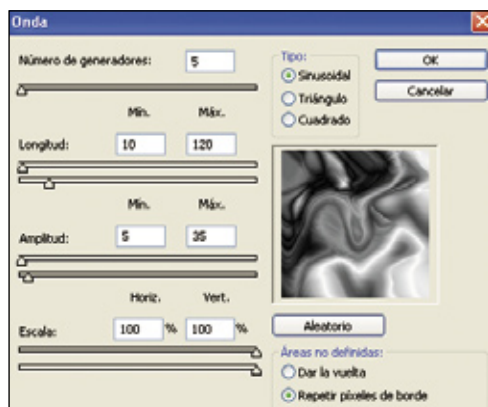 Onda
Número de generadores: 5
Mín. Máx.
Longitud: 10 120
Mín. Máx.
Amplitud: 5 35
Horiz. Vert.
Escala: 100 % 100 %
Tipo:
Sinusoidal
Triángulo
Cuadrado
OK
Cancelar
Aleatorio
Áreas no definidas:
Dar la vuelta
Repetir píxeles de borde